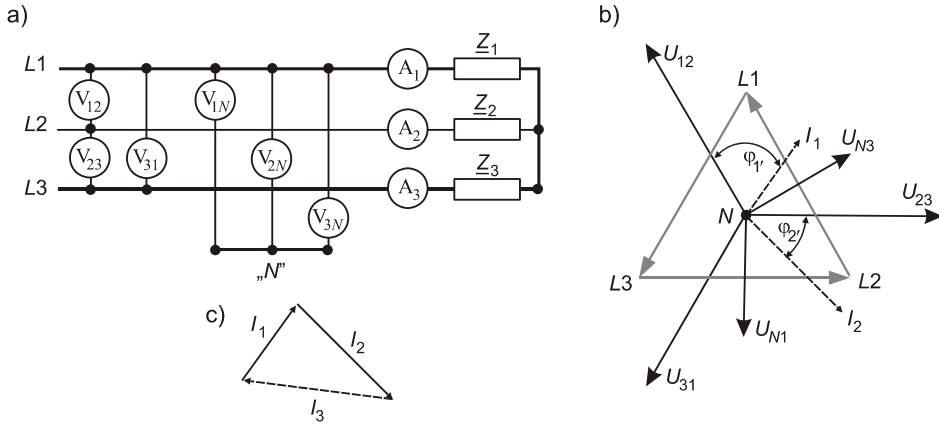 a)
L1
L2
L3
V12
V23
V31
V1N
V2N
V3N
„N”
A1
A2
A3
Z1
Z2
Z3
b)
U12
L1
I1
UN3
φ1'
U23
N
φ2'
L3
L2
I2
UN1
U31
c)
I1
I2
I3